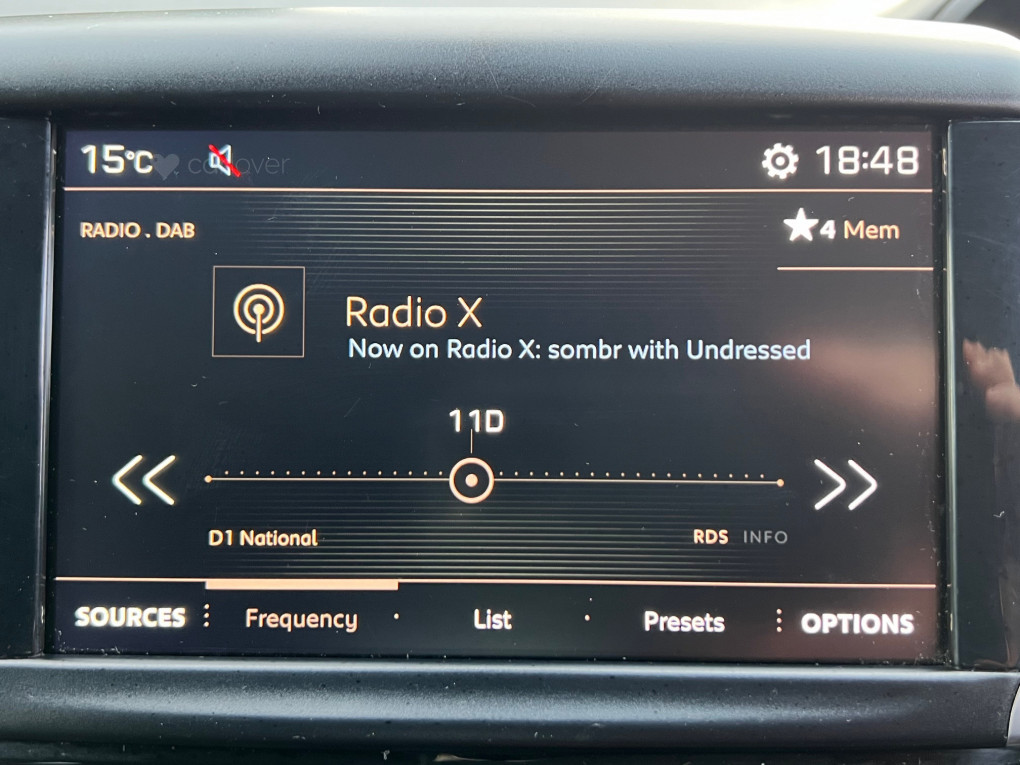 15°C
carlover
18:48
RADIO . DAB
4 Mem
Radio X
Now on Radio X: sombr with Undressed
11D
D1 National
RDS INFO
SOURCES
Frequency
List
Presets
OPTIONS